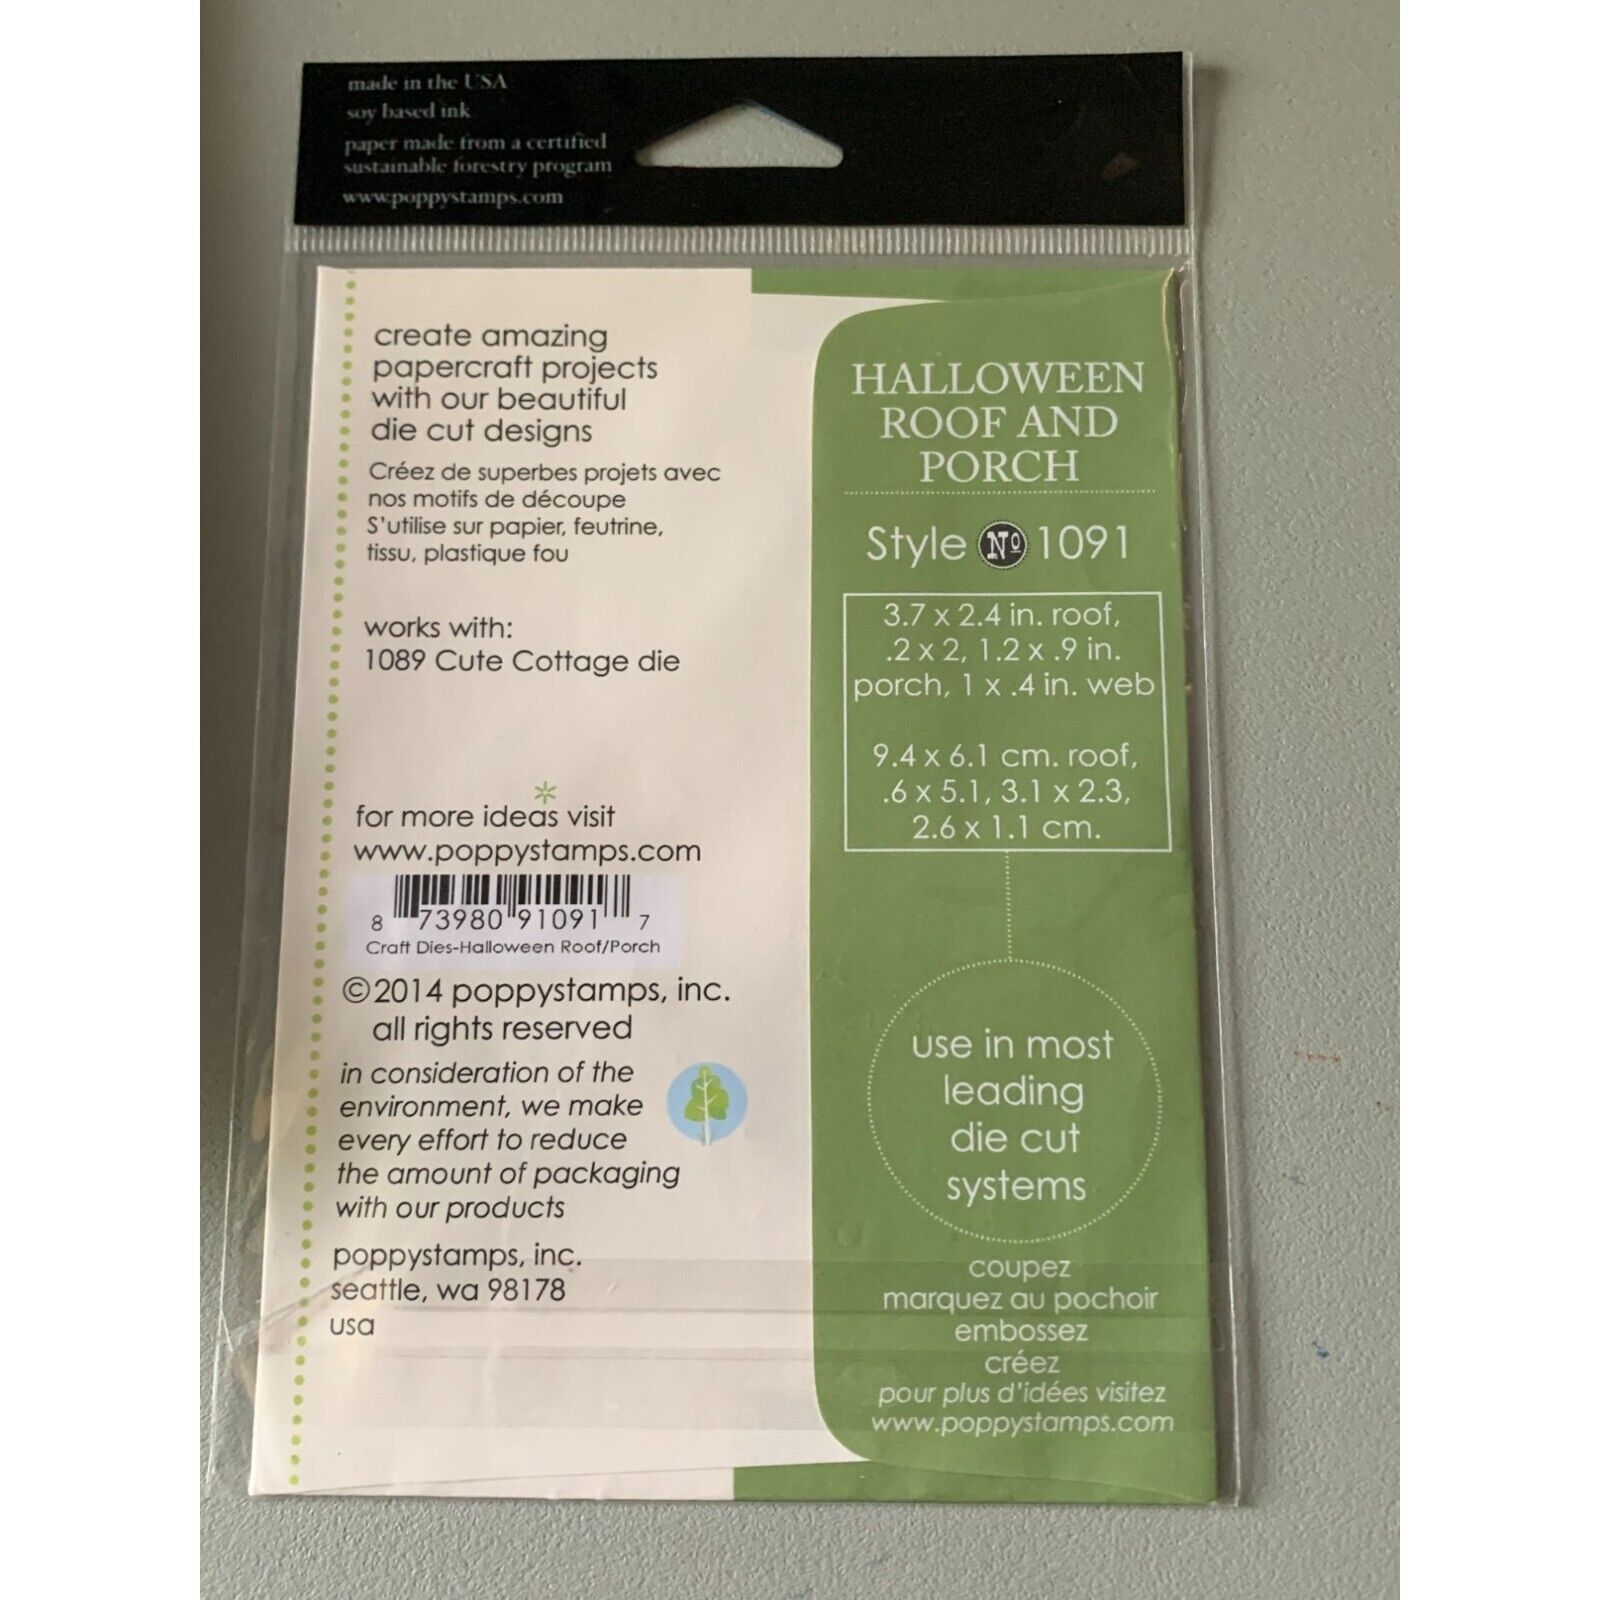 made in the USA
soy based ink
paper made from a certified
sustainable forestry program
www.poppystamps.com
create amazing
papercraft projects
with our beautiful
die cut designs
Créez de superbes projets avec
nos motifs de découpe
S'utilise sur papier, feutrine,
tissu, plastique fou
works with:
1089 Cute Cottage die
for more ideas visit
www.poppystamps.com
8 73980 91091 7
Craft Dies-Halloween Roof/Porch
©2014 poppystamps, inc.
all rights reserved
in consideration of the
environment, we make
every effort to reduce
the amount of packaging
with our products
poppystamps, inc.
seattle, wa 98178
usa
HALLOWEEN
ROOF AND
PORCH
Style No 1091
3.7 x 2.4 in. roof,
.2 x 2, 1.2 x .9 in.
porch, 1 x .4 in. web
9.4 x 6.1 cm. roof,
.6 x 5.1, 3.1 x 2.3,
2.6 x 1.1 cm.
use in most
leading
die cut
systems
coupez
marquez au pochoir
embossez
créez
pour plus d'idées visitez
www.poppystamps.com